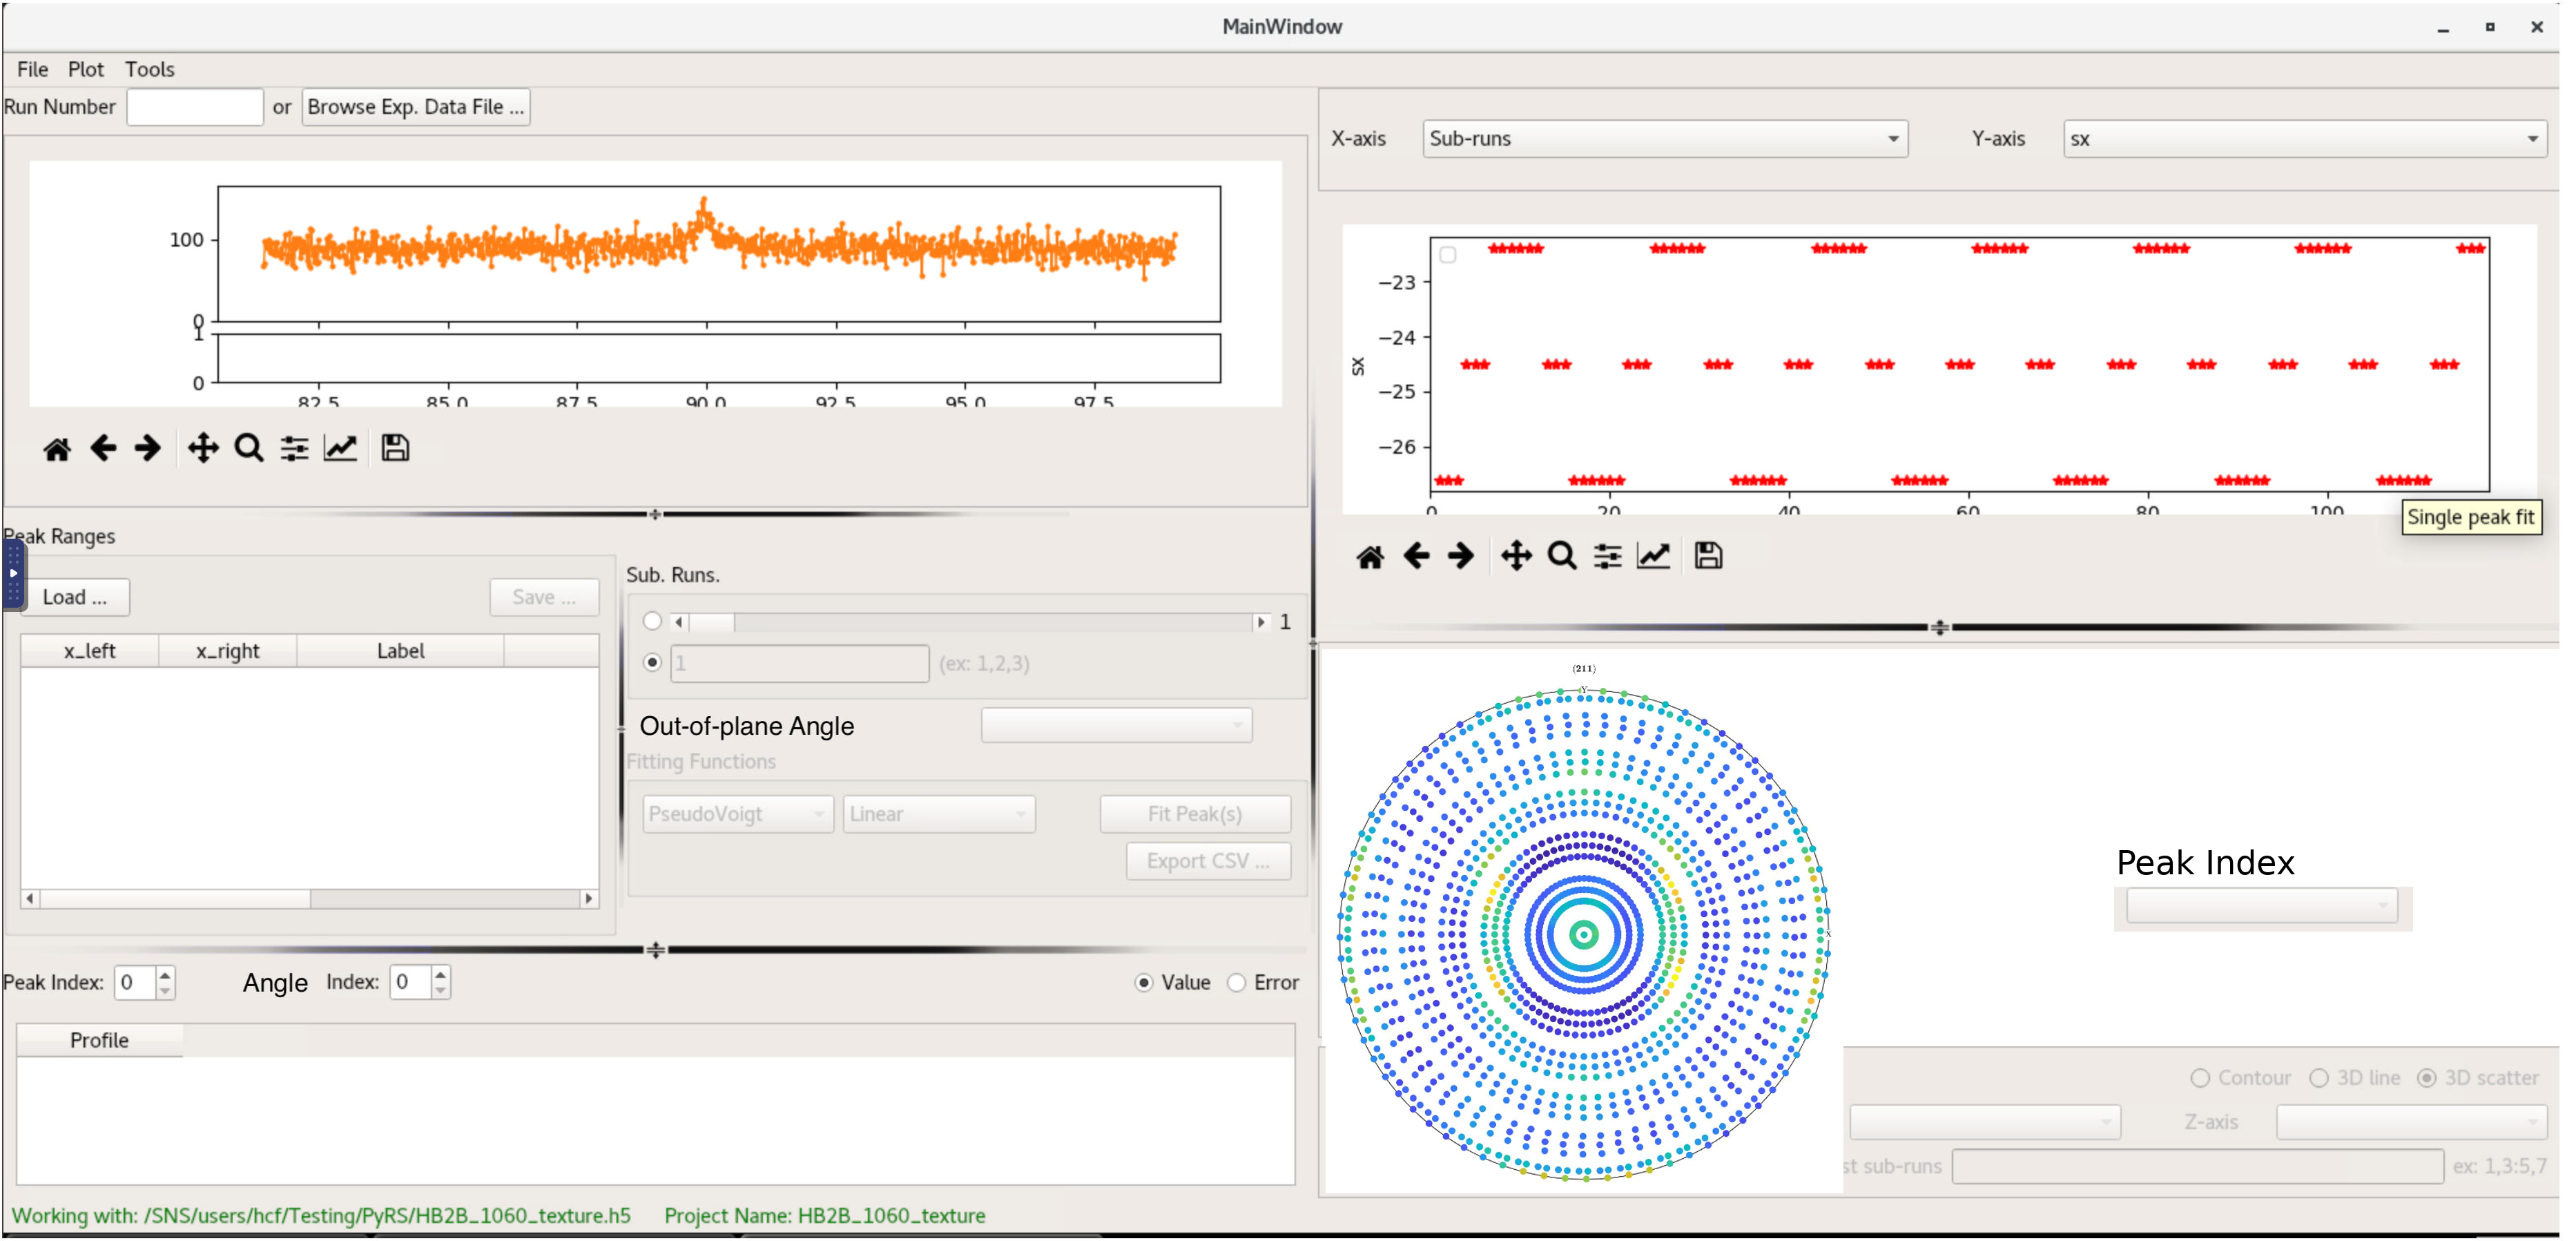 MainWindow
File Plot Tools
Run Number or Browse Exp. Data File ...
X-axis Sub-runs Y-axis sx
100
0
1
0
82.5 85.0 87.5 90.0 92.5 95.0 97.5
−23
−24
−25
−26
sx
0 20 40 60 80 100
Single peak fit
Peak Ranges
Load ... Save ...
x_left x_right Label
Sub. Runs.
1
1 (ex: 1,2,3)
Out-of-plane Angle
Fitting Functions
PseudoVoigt Linear Fit Peak(s)
Export CSV ...
(211)
Y
X
Peak Index
Peak Index: 0 Angle Index: 0 Value Error
Profile
Contour 3D line 3D scatter
Z-axis
st sub-runs ex: 1,3:5,7
Working with: /SNS/users/hcf/Testing/PyRS/HB2B_1060_texture.h5 Project Name: HB2B_1060_texture